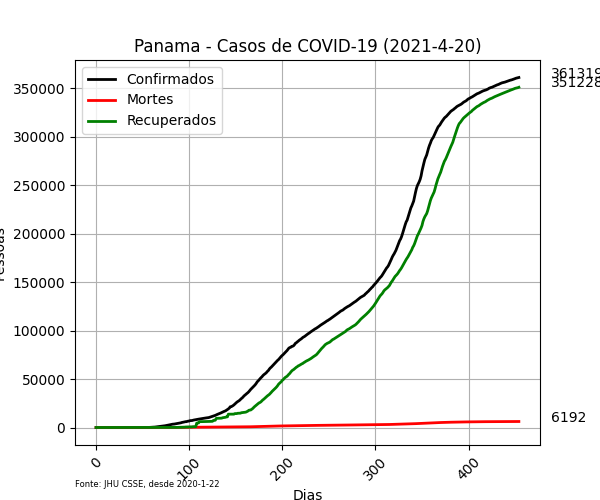 Panama - Casos de COVID-19 (2021-4-20)
Confirmados
Mortes
Recuperados
361319
351228
6192
350000
300000
250000
200000
150000
100000
50000
0
0
100
200
300
400
Dias
Fonte: JHU CSSE, desde 2020-1-22